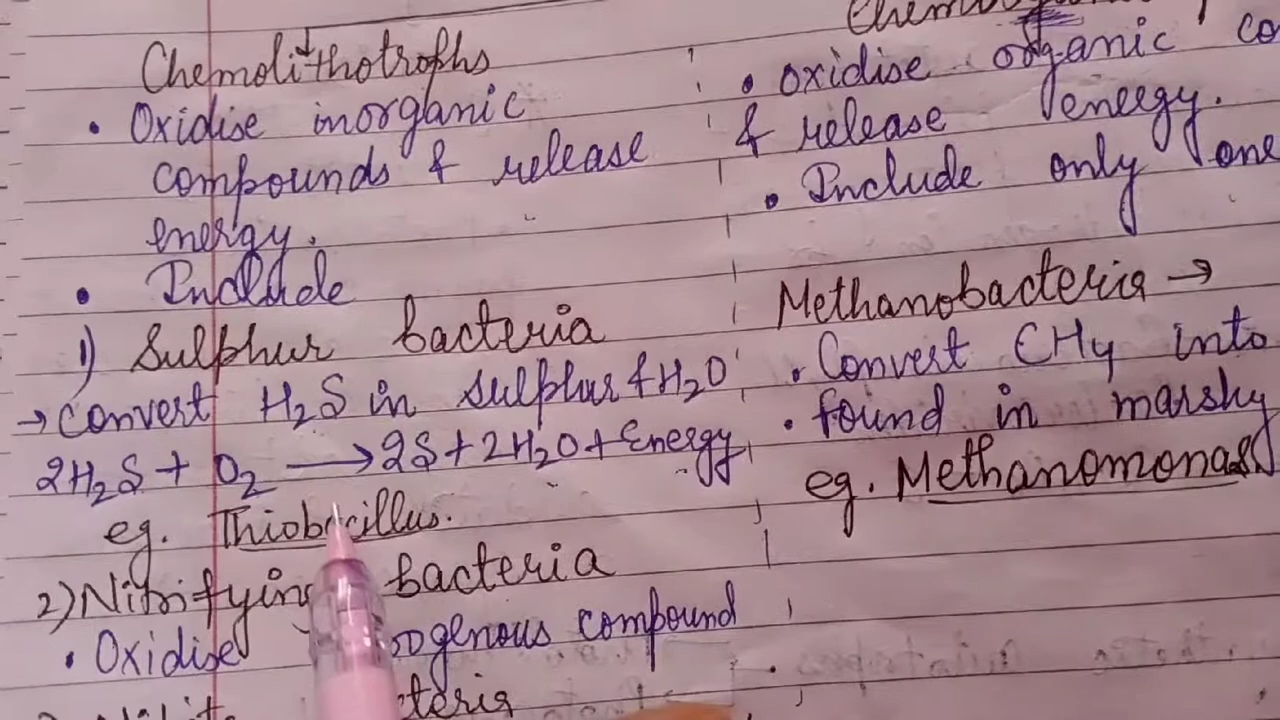 Chemolithotrophs
• Oxidise inorganic
compounds & release
energy.
• Include
1) Sulphur bacteria
→ Convert H₂S in sulphur & H₂O
2H₂S + O₂ → 2S + 2H₂O + Energy
eg. Thiobacillus.
2) Nitrifying bacteria
• Oxidise compound
• oxidise organic
& release energy.
• Include only one
Methanobacteria →
• Convert CH4 into
• found in marshy
eg. Methanomonas